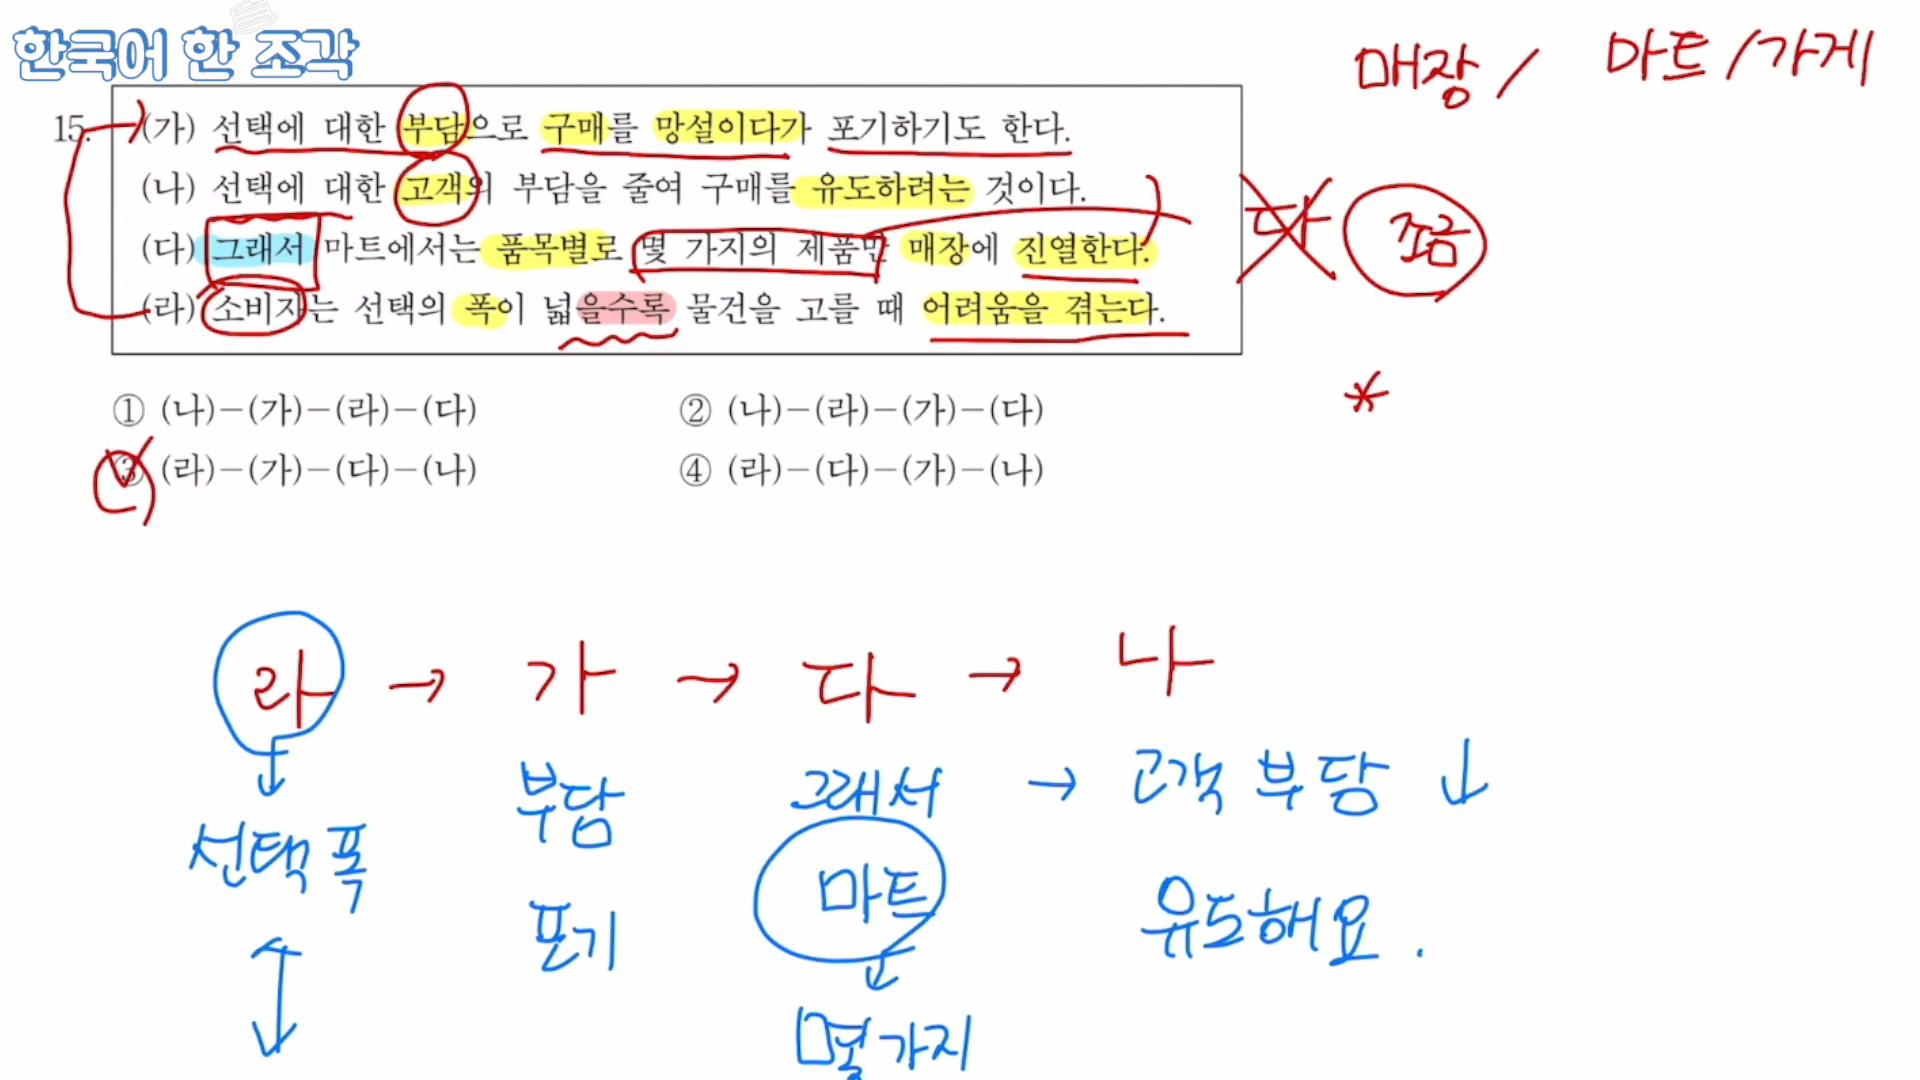 한국어 한 조각
매장 / 마트 / 가게
15. (가) 선택에 대한 부담으로 구매를 망설이다가 포기하기도 한다.
(나) 선택에 대한 고객의 부담을 줄여 구매를 유도하려는 것이다.
(다) 그래서 마트에서는 품목별로 몇 가지의 제품만 매장에 진열한다.
다 조금
(라) 소비자는 선택의 폭이 넓을수록 물건을 고를 때 어려움을 겪는다.
*
① (나)-(가)-(라)-(다) ② (나)-(라)-(가)-(다)
③ (라)-(가)-(다)-(나) ④ (라)-(다)-(가)-(나)
라 → 가 → 다 → 나
부담 그래서 → 고객 부담 ↓
선택 폭
포기 마트 유도해요.
몇 가지